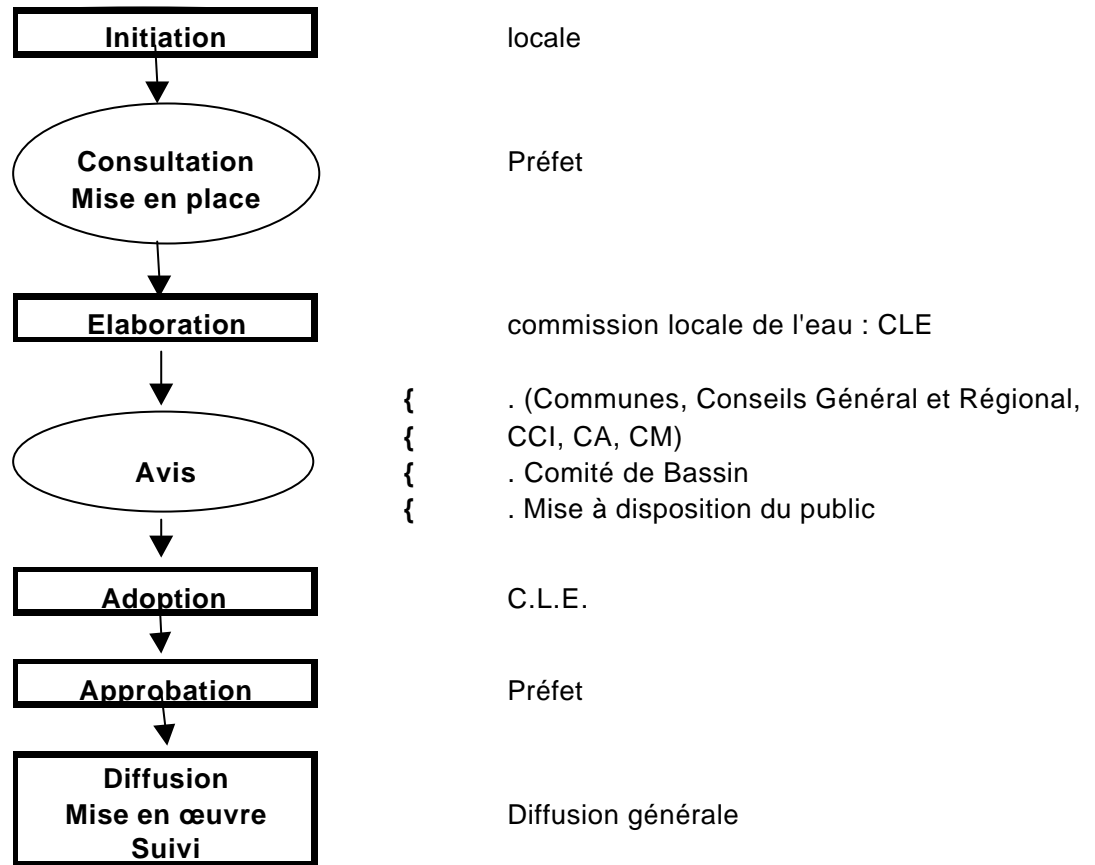 Initiation locale
Consultation Préfet
Mise en place
Elaboration commission locale de l'eau : CLE
{ . (Communes, Conseils Général et Régional,
{ CCI, CA, CM)
Avis { . Comité de Bassin
{ . Mise à disposition du public
Adoption C.L.E.
Approbation Préfet
Diffusion
Mise en œuvre Diffusion générale
Suivi